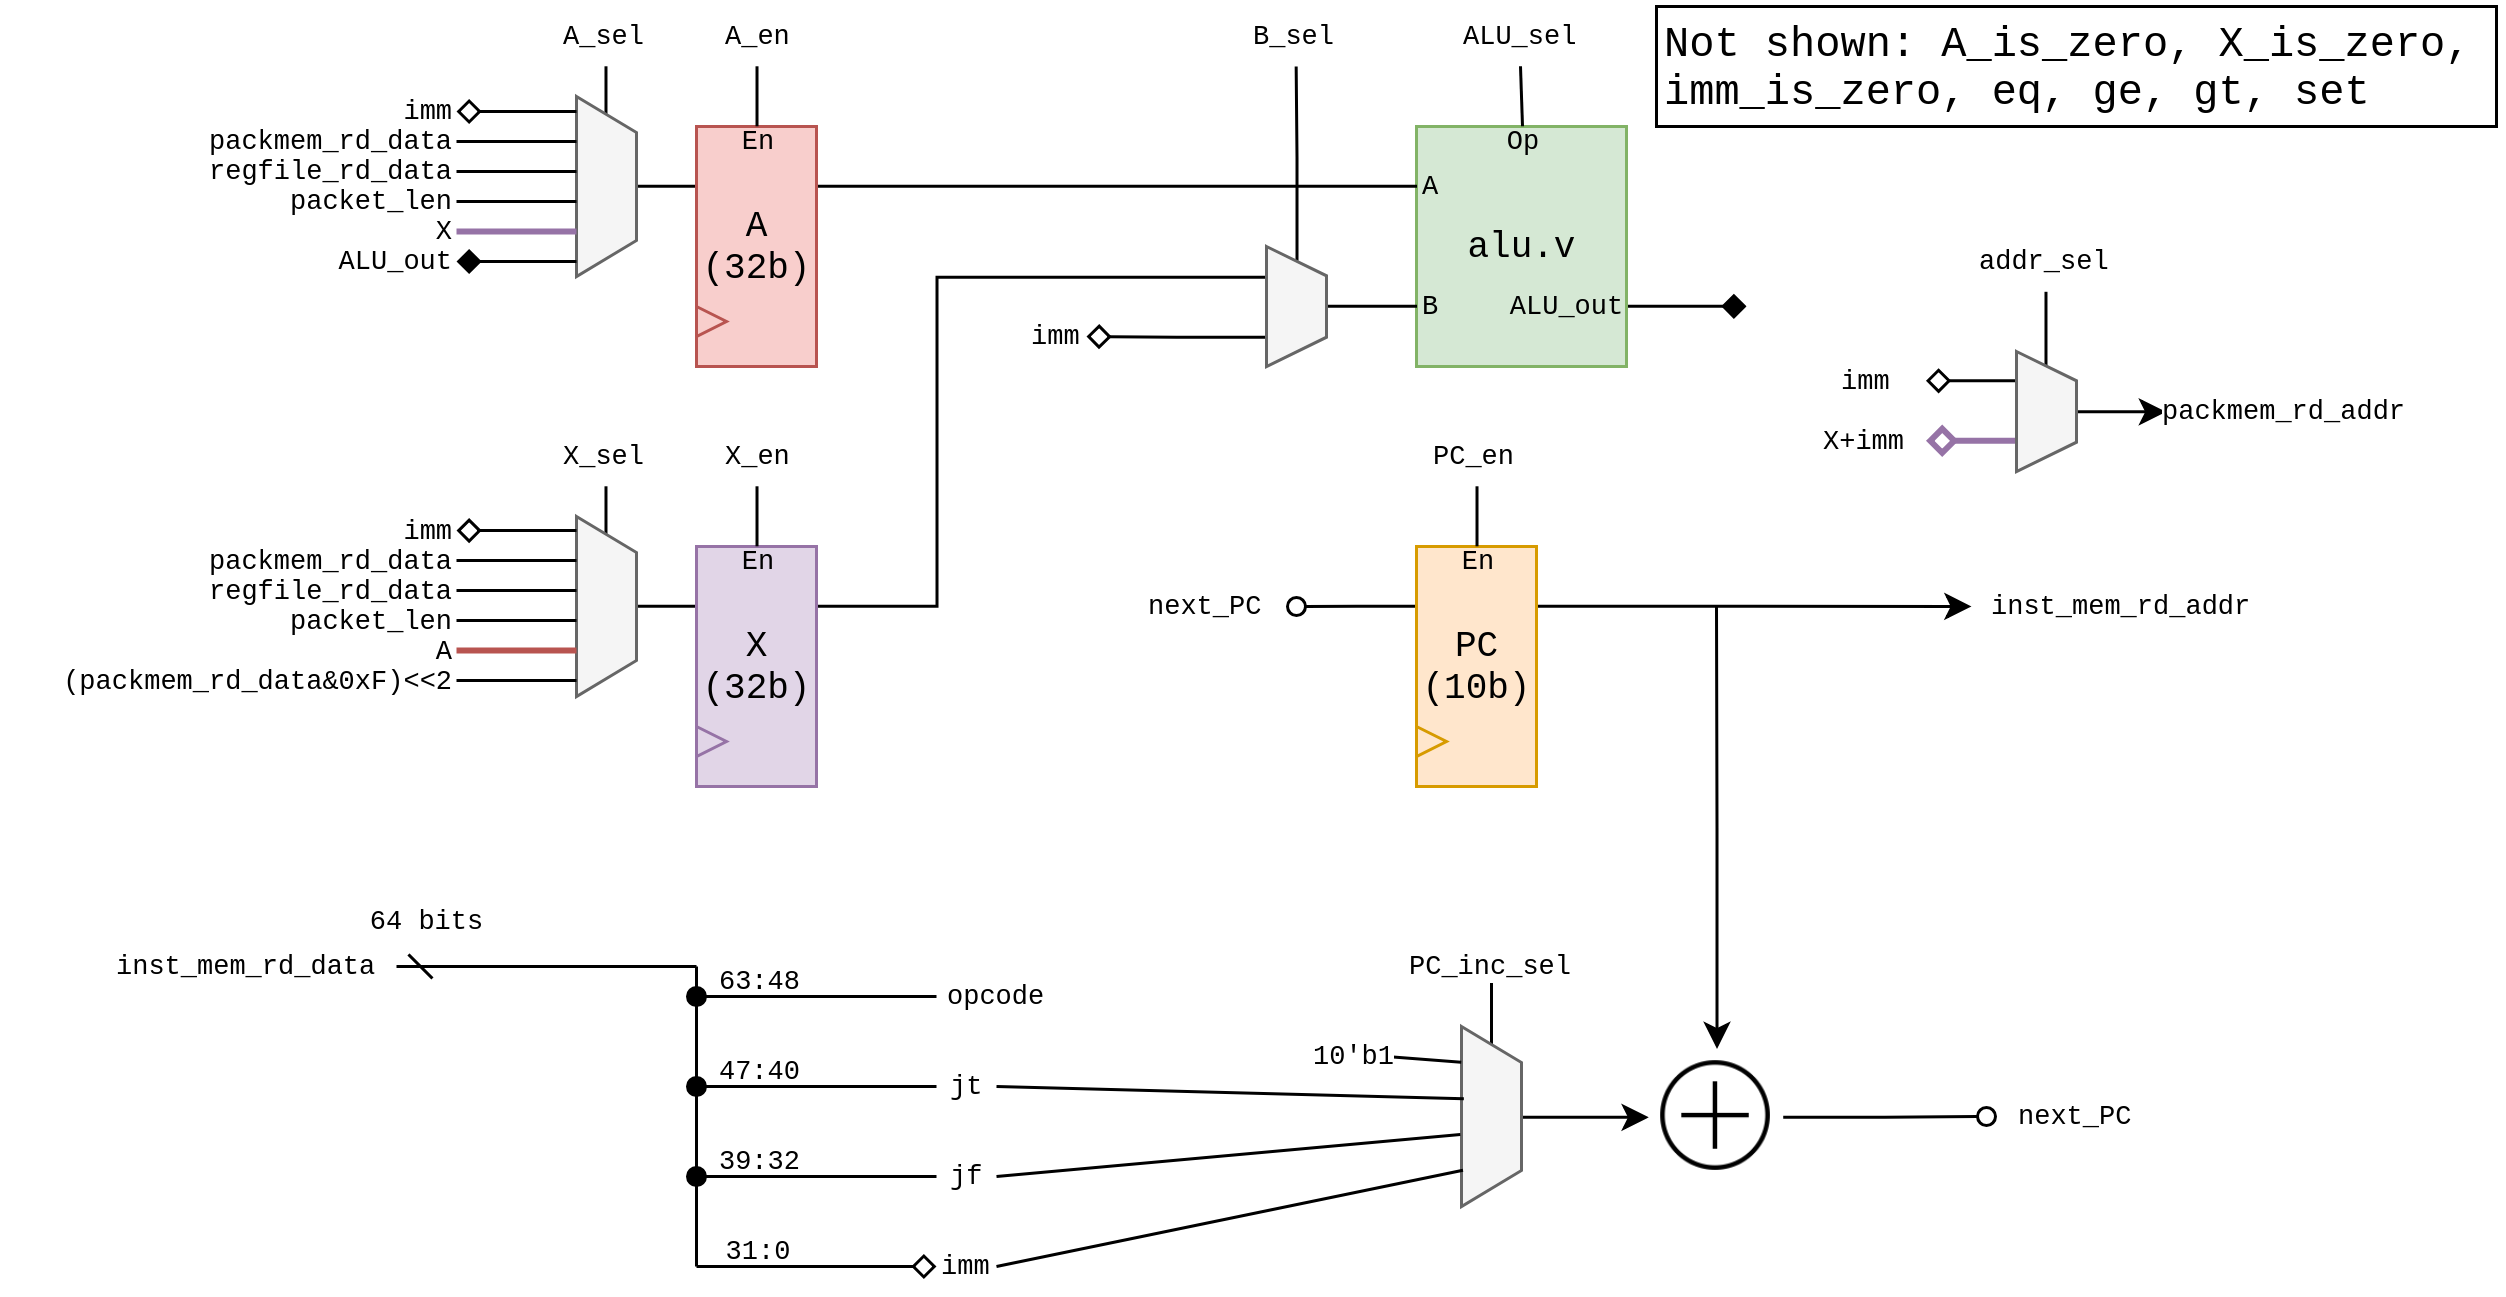 A_sel
A_en
B_sel
ALU_sel
Not shown: A_is_zero, X_is_zero,
imm_is_zero, eq, ge, gt, set
imm
packmem_rd_data
regfile_rd_data
packet_len
X
ALU_out
En
A
(32b)
imm
Op
A
alu.v
B
ALU_out
addr_sel
imm
X+imm
packmem_rd_addr
X_sel
X_en
imm
packmem_rd_data
regfile_rd_data
packet_len
A
(packmem_rd_data&0xF)<<2
En
X
(32b)
PC_en
next_PC
En
PC
(10b)
inst_mem_rd_addr
64 bits
inst_mem_rd_data
63:48
opcode
47:40
jt
39:32
jf
31:0
imm
PC_inc_sel
10'b1
next_PC